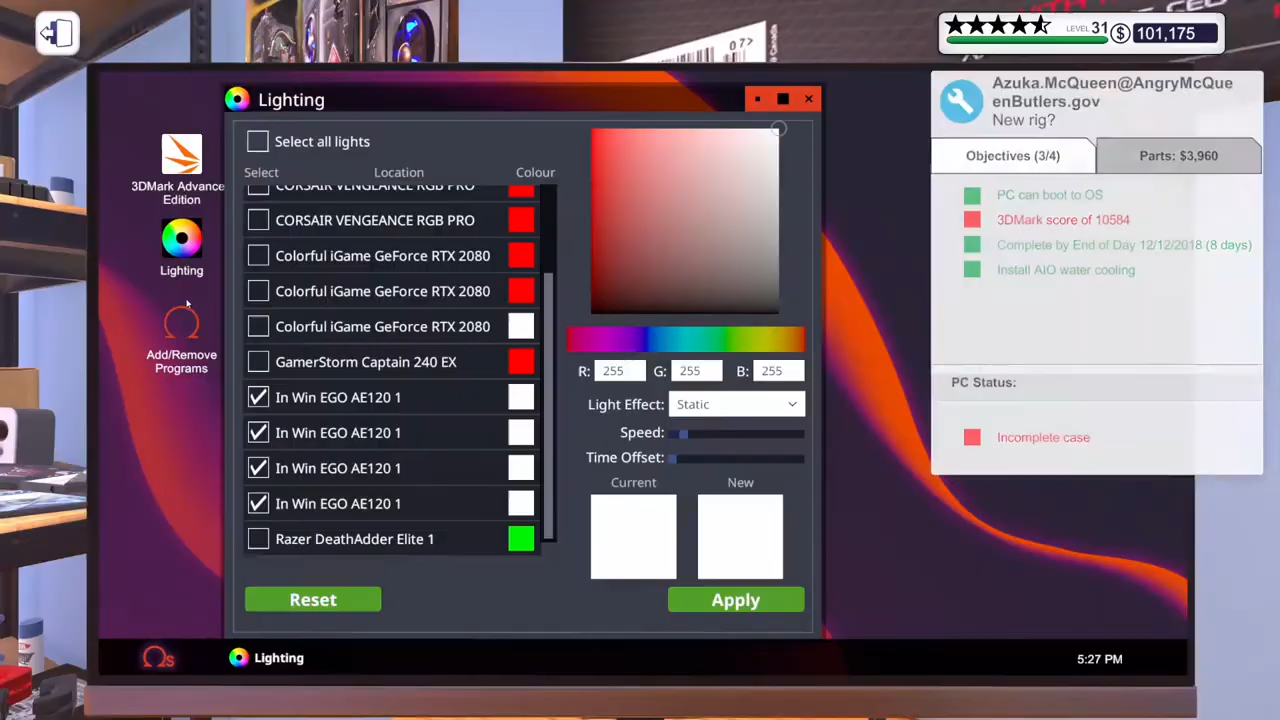 07>
LEVEL 31
$ 101,175
Azuka.McQueen@AngryMcQue
enButlers.gov
New rig?
Objectives (3/4)
Parts: $3,960
PC can boot to OS
3DMark score of 10584
Complete by End of Day 12/12/2018 (8 days)
Install AIO water cooling
PC Status:
Incomplete case
3DMark Advance
Edition
Lighting
Add/Remove
Programs
Lighting
Select all lights
Select Location Colour
CORSAIR VENGEANCE RGB PRO
CORSAIR VENGEANCE RGB PRO
Colorful iGame GeForce RTX 2080
Colorful iGame GeForce RTX 2080
Colorful iGame GeForce RTX 2080
GamerStorm Captain 240 EX
In Win EGO AE120 1
In Win EGO AE120 1
In Win EGO AE120 1
In Win EGO AE120 1
Razer DeathAdder Elite 1
Reset
R: 255 G: 255 B: 255
Light Effect: Static
Speed:
Time Offset:
Current New
Apply
Ωs
Lighting
5:27 PM